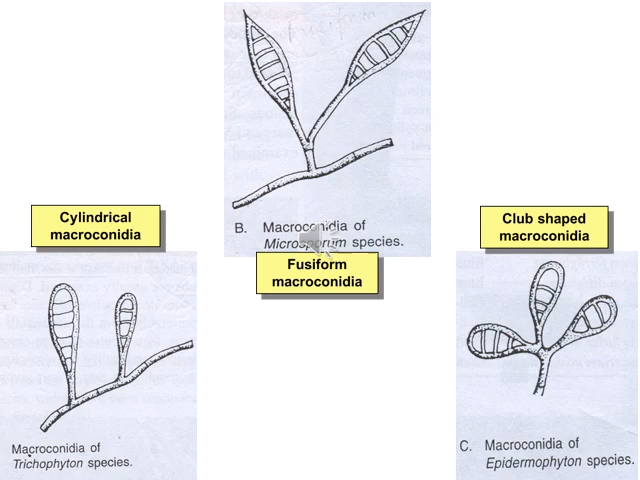 B. Macroconidia of
Microsporum species.
Cylindrical
macroconidia
Fusiform
macroconidia
Club shaped
macroconidia
Macroconidia of
Trichophyton species.
C. Macroconidia of
Epidermophyton species.